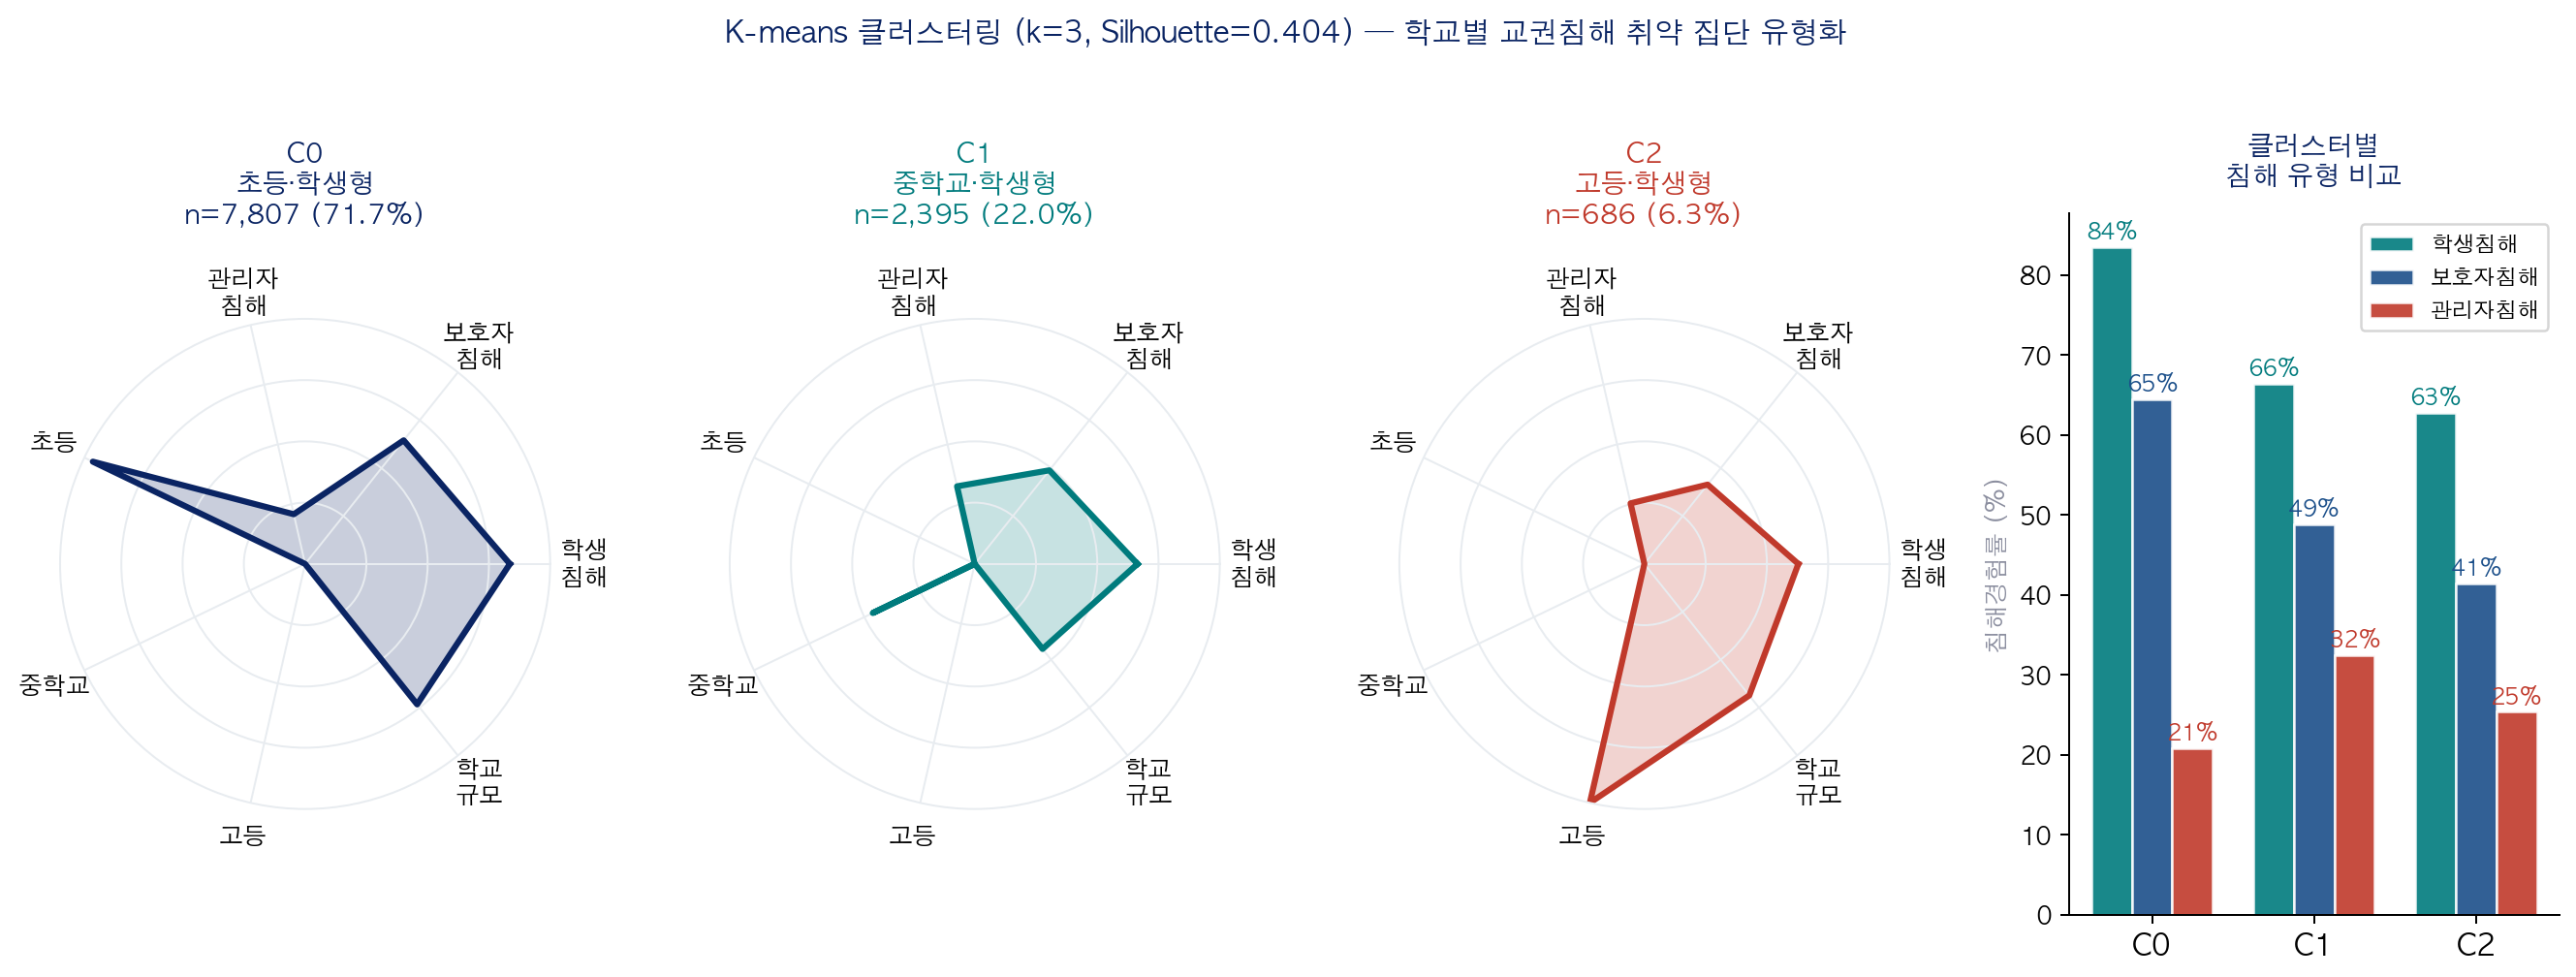 K-means 클러스터링 (k=3, Silhouette=0.404) — 학교별 교권침해 취약 집단 유형화
C0
초등·학생형
n=7,807 (71.7%)
관리자
침해
보호자
침해
초등
학생
침해
중학교
학교
규모
고등
C1
중학교·학생형
n=2,395 (22.0%)
관리자
침해
보호자
침해
초등
학생
침해
중학교
학교
규모
고등
C2
고등·학생형
n=686 (6.3%)
관리자
침해
보호자
침해
초등
학생
침해
중학교
학교
규모
고등
클러스터별
침해 유형 비교
학생침해
보호자침해
관리자침해
침해경험률 (%)
80
70
60
50
40
30
20
10
0
84%
65%
21%
66%
49%
32%
63%
41%
25%
C0
C1
C2